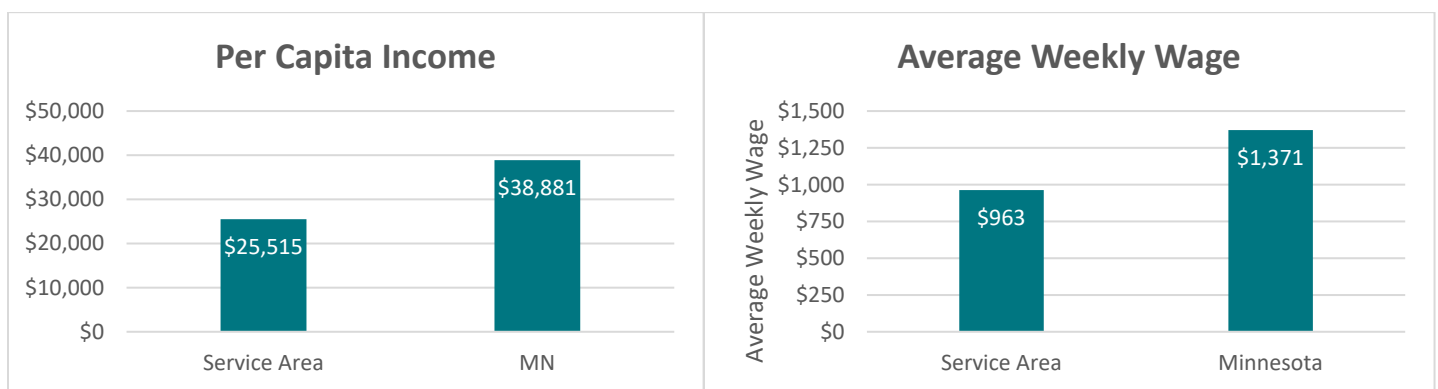 Per Capita Income
$50,000
$40,000
$30,000
$20,000
$10,000
$0
$25,515
$38,881
Service Area
MN
Average Weekly Wage
Average Weekly Wage
$1,500
$1,250
$1,000
$750
$500
$250
$0
$963
$1,371
Service Area
Minnesota